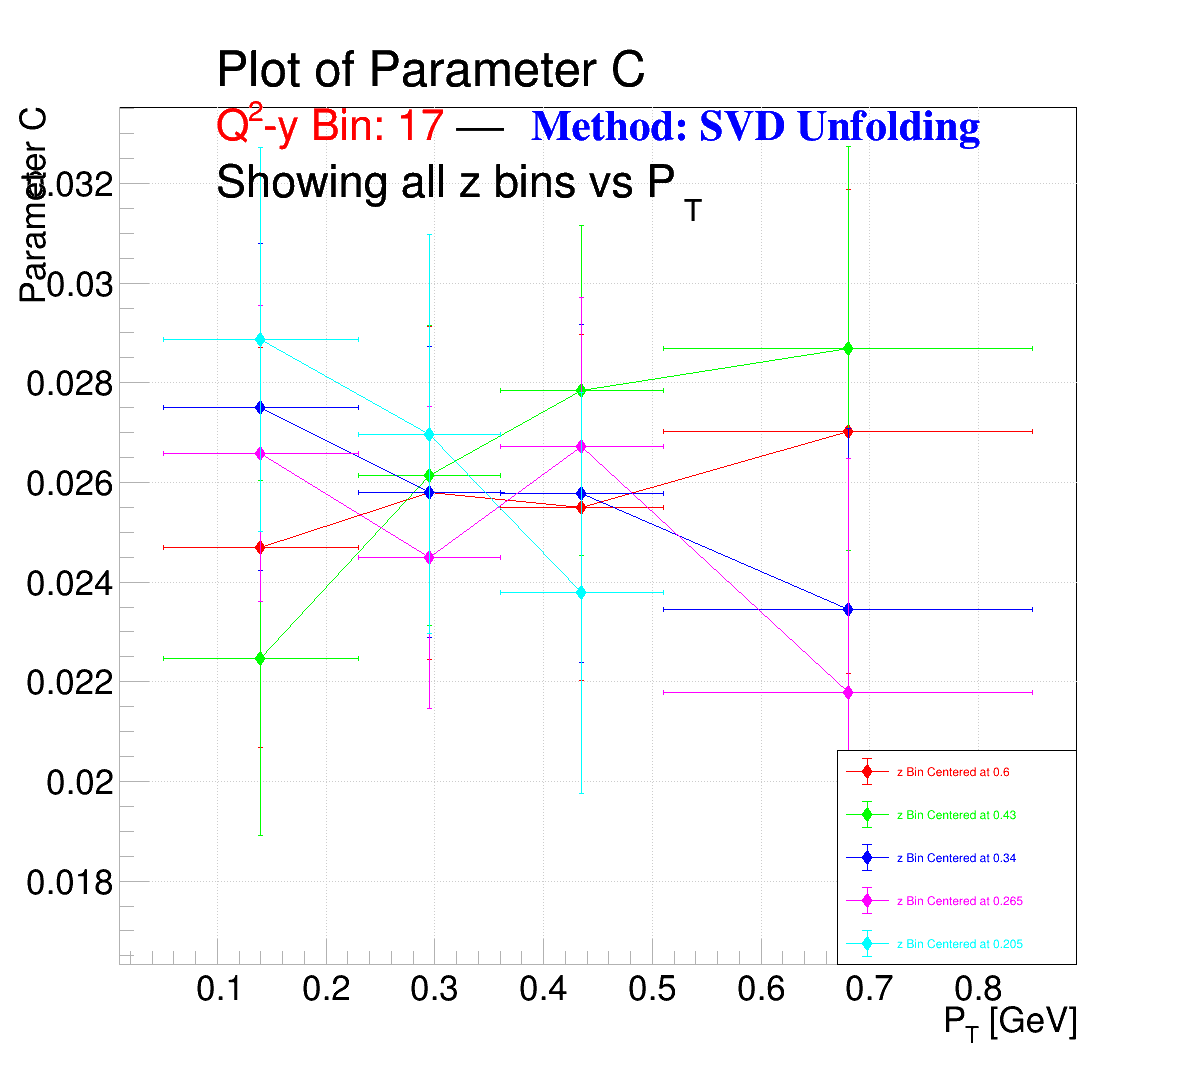 Plot of Parameter C
Q²-y Bin: 17 — Method: SVD Unfolding
Showing all z bins vs P_T
Parameter C
0.032
0.03
0.028
0.026
0.024
0.022
0.02
0.018
z Bin Centered at 0.6
z Bin Centered at 0.43
z Bin Centered at 0.34
z Bin Centered at 0.265
z Bin Centered at 0.205
0.1 0.2 0.3 0.4 0.5 0.6 0.7 0.8
P_T [GeV]